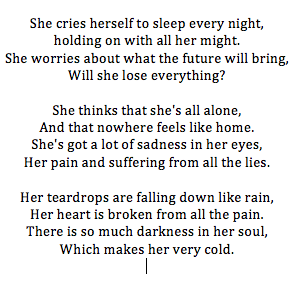 She cries herself to sleep every night,
holding on with all her might.
She worries about what the future will bring,
Will she lose everything?

She thinks that she's all alone,
And that nowhere feels like home.
She's got a lot of sadness in her eyes,
Her pain and suffering from all the lies.

Her teardrops are falling down like rain,
Her heart is broken from all the pain.
There is so much darkness in her soul,
Which makes her very cold.